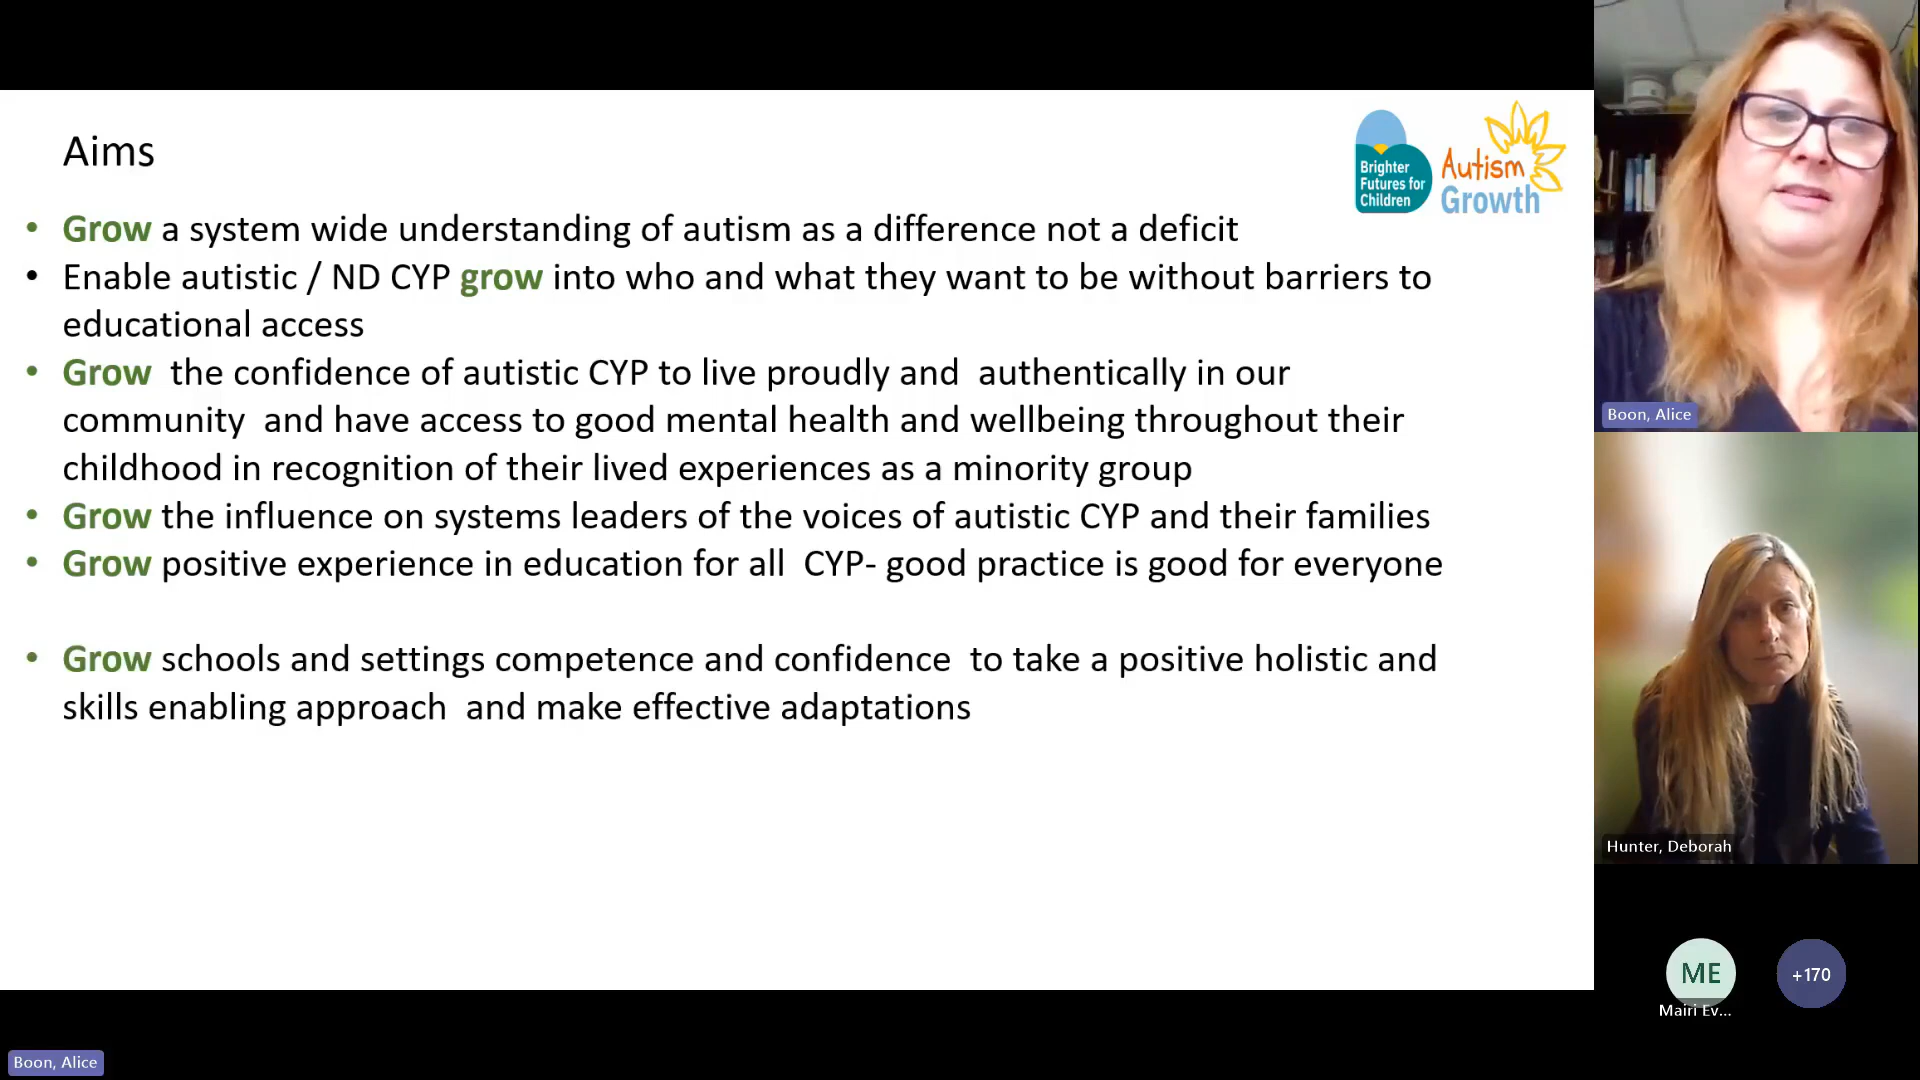 Aims
Brighter
Futures for
Children
Autism
Growth
• Grow a system wide understanding of autism as a difference not a deficit
• Enable autistic / ND CYP grow into who and what they want to be without barriers to
educational access
• Grow the confidence of autistic CYP to live proudly and authentically in our
community and have access to good mental health and wellbeing throughout their
childhood in recognition of their lived experiences as a minority group
• Grow the influence on systems leaders of the voices of autistic CYP and their families
• Grow positive experience in education for all CYP- good practice is good for everyone
• Grow schools and settings competence and confidence to take a positive holistic and
skills enabling approach and make effective adaptations
Boon, Alice
Hunter, Deborah
ME
+170
Mairi Ev...
Boon, Alice